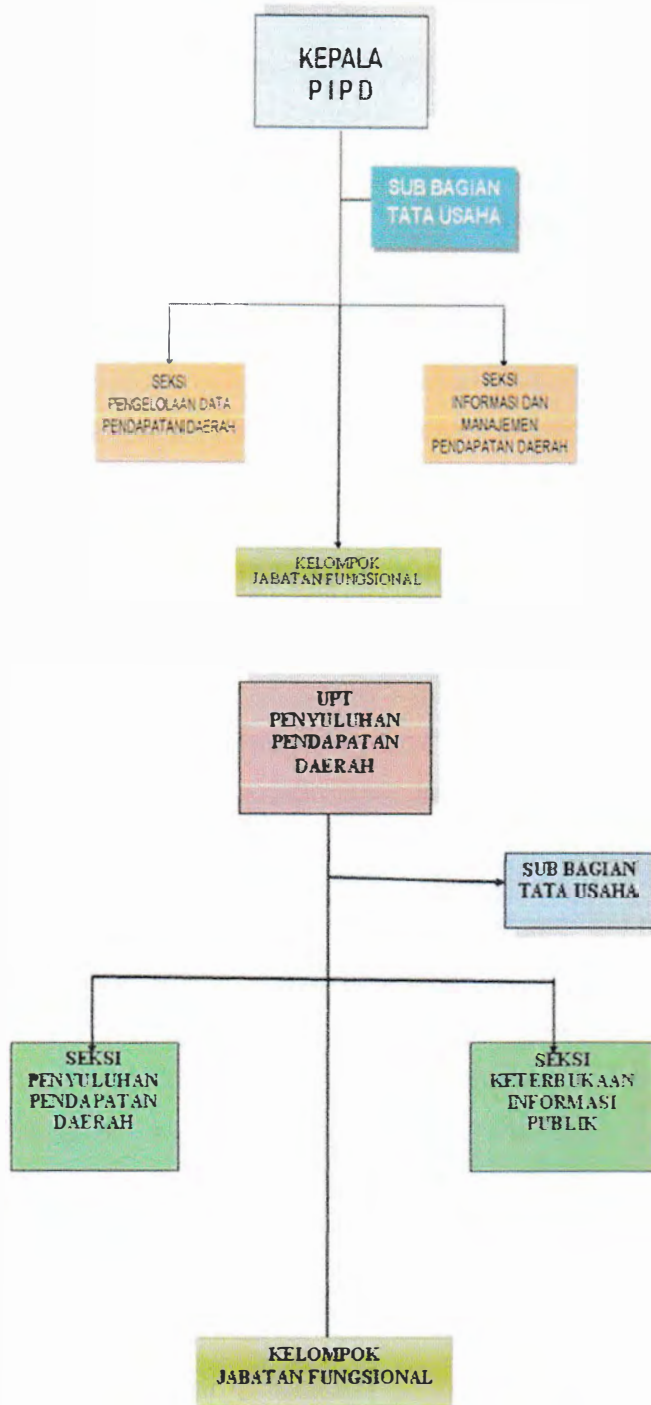 KEPALA
PIPD
SUB BAGIAN
TATA USAHA
SEKSI
PENGELOLAAN DATA
PENDAPATAN DAERAH
SEKSI
INFORMASI DAN
MANAJEMEN
PENDAPATAN DAERAH
KELOMPOK
JABATAN FUNGSIONAL
UPT
PENYULUHAN
PENDAPATAN
DAERAH
SUB BAGIAN
TATA USAHA
SEKSI
PENYULUHAN
PENDAPATAN
DAERAH
SEKSI
KETERBUKAAN
INFORMASI
PUBLIK
KELOMPOK
JABATAN FUNGSIONAL